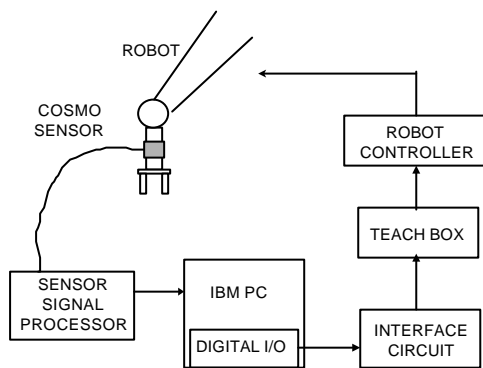 ROBOT
COSMO
SENSOR
ROBOT
CONTROLLER
TEACH BOX
SENSOR
SIGNAL
PROCESSOR
IBM PC
DIGITAL I/O
INTERFACE
CIRCUIT